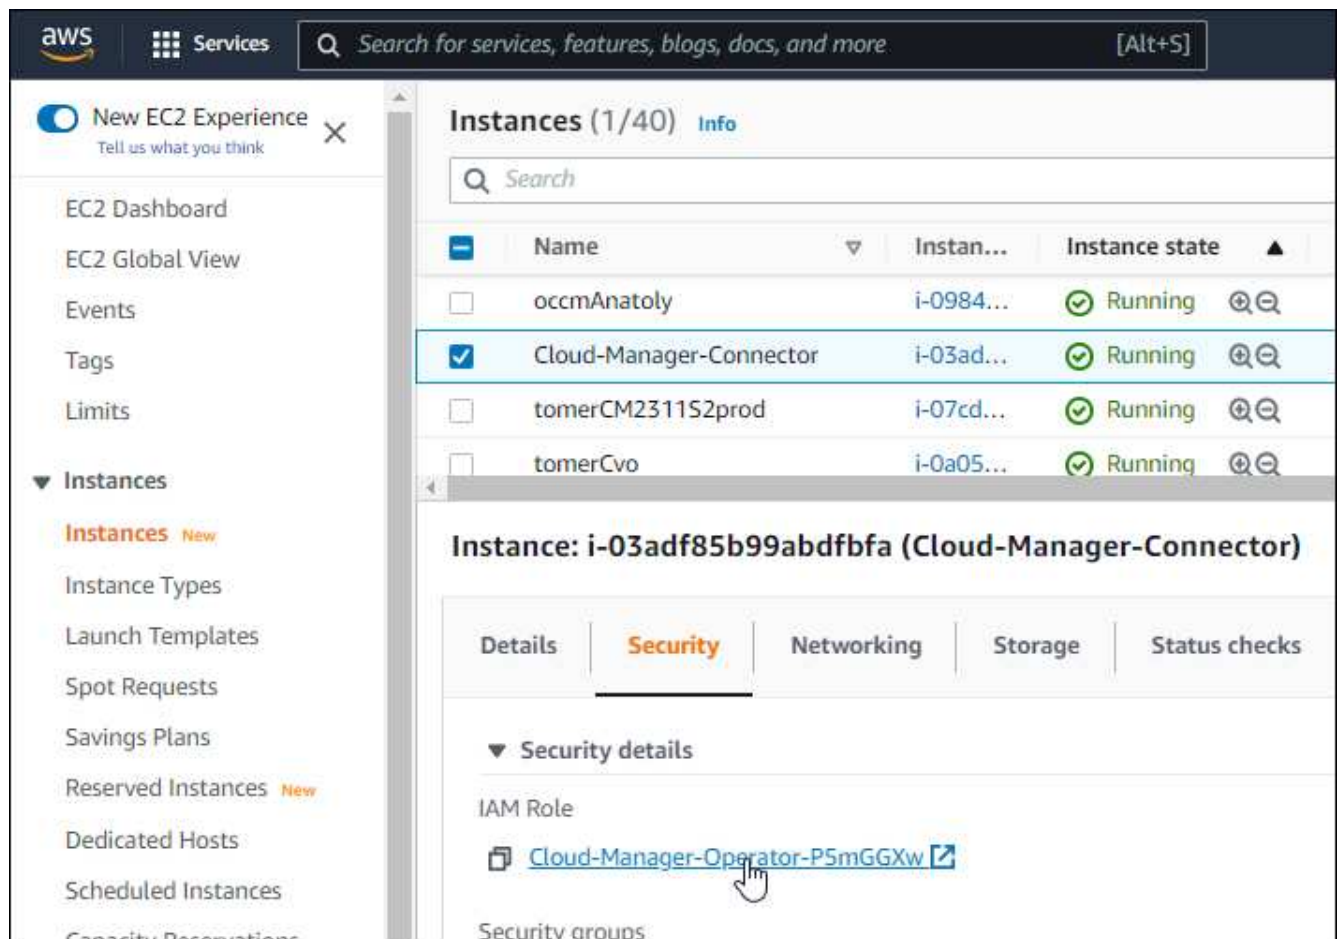 aws
Services
Search for services, features, blogs, docs, and more
[Alt+S]
New EC2 Experience
Tell us what you think
EC2 Dashboard
EC2 Global View
Events
Tags
Limits
Instances
Instances New
Instance Types
Launch Templates
Spot Requests
Savings Plans
Reserved Instances New
Dedicated Hosts
Scheduled Instances
Capacity Reservations
Instances (1/40) Info
Search
Name Instan... Instance state
occmAnatoly i-0984... Running
Cloud-Manager-Connector i-03ad... Running
tomerCM2311S2prod i-07cd... Running
tomerCvo i-0a05... Running
Instance: i-03adf85b99abdfbfa (Cloud-Manager-Connector)
Details Security Networking Storage Status checks
Security details
IAM Role
Cloud-Manager-Operator-P5mGGXw
Security groups